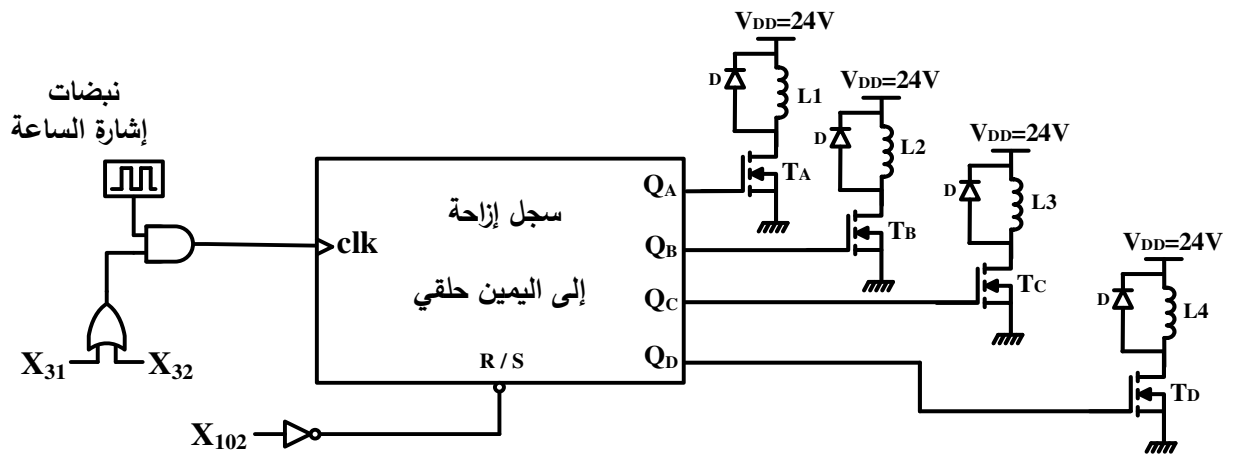 VDD=24V
D
L1
TA
VDD=24V
D
L2
TB
VDD=24V
D
L3
TC
VDD=24V
D
L4
TD
نبضات
إشارة الساعة
clk
سجل إزاحة
إلى اليمين حلقي
R / S
QA
QB
QC
QD
X31
X32
X102